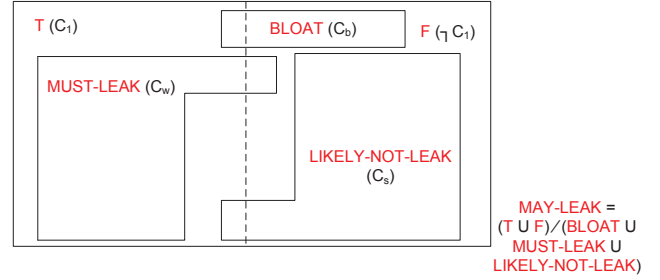 T (C₁)
BLOAT (C_b)
F (┐C₁)
MUST-LEAK (C_w)
LIKELY-NOT-LEAK
(C_s)
MAY-LEAK =
(T U F)/(BLOAT U
MUST-LEAK U
LIKELY-NOT-LEAK)